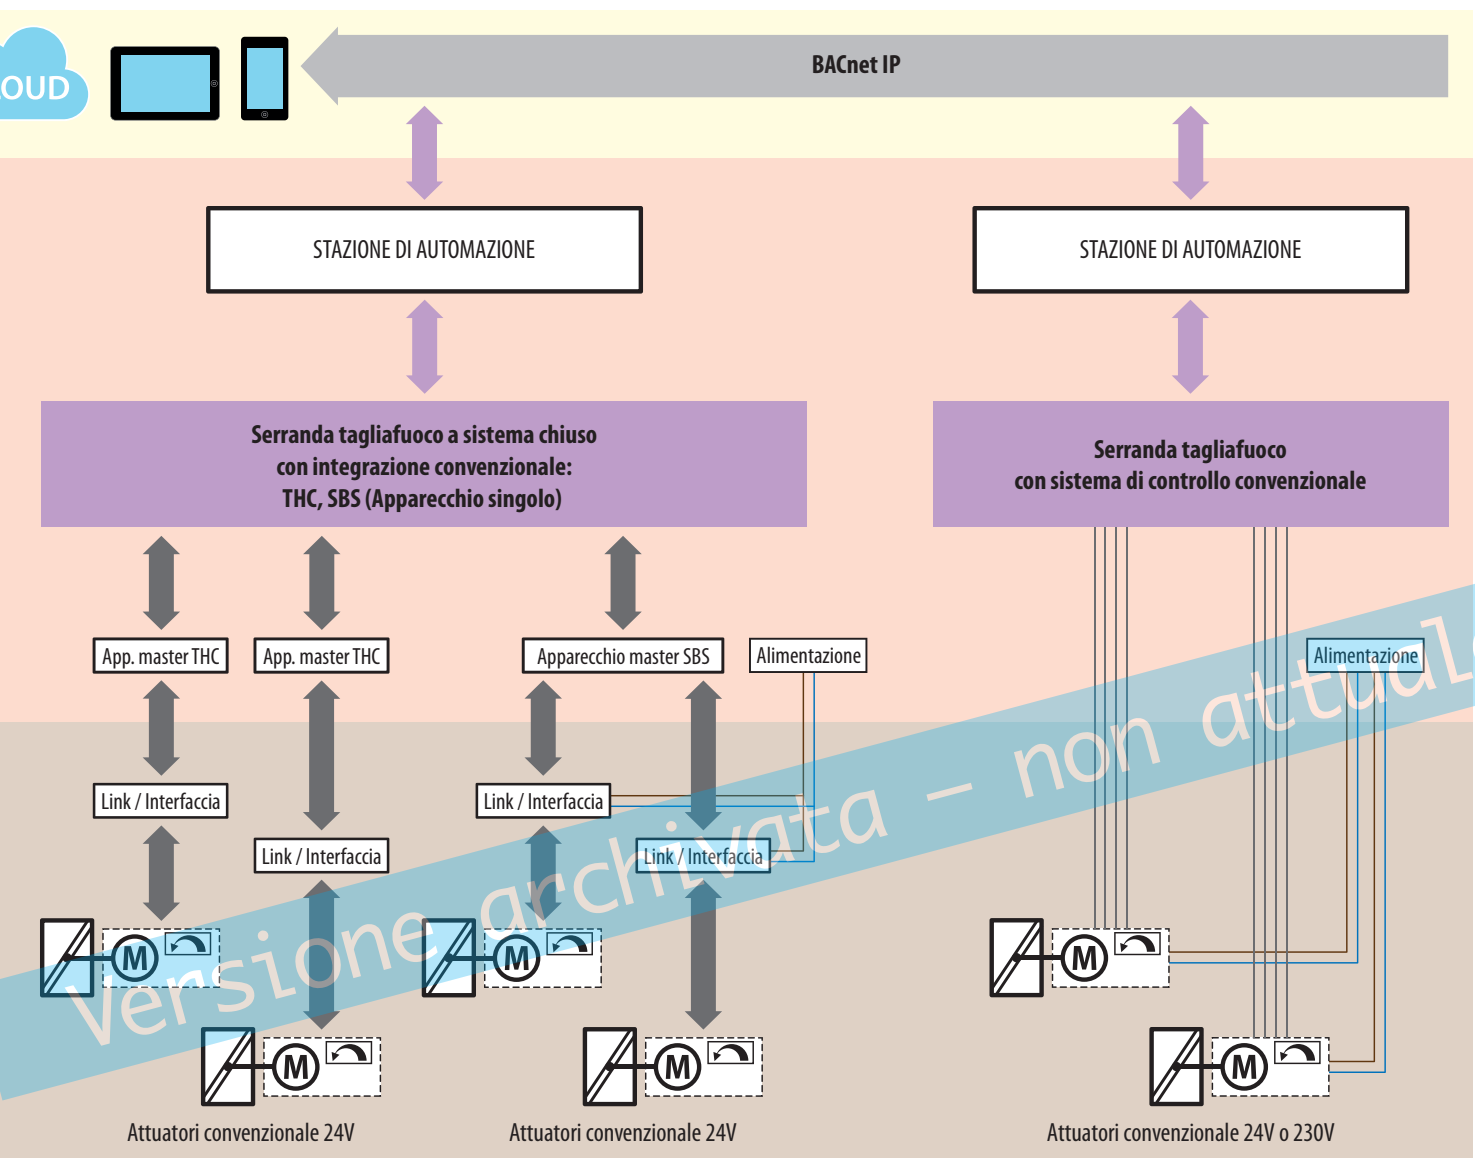 LOUD
BACnet IP
STAZIONE DI AUTOMAZIONE
STAZIONE DI AUTOMAZIONE
Serranda tagliafuoco a sistema chiuso
con integrazione convenzionale:
THC, SBS (Apparecchio singolo)
Serranda tagliafuoco
con sistema di controllo convenzionale
App. master THC
App. master THC
Apparecchio master SBS
Alimentazione
Alimentazione
Link / Interfaccia
Link / Interfaccia
Link / Interfaccia
Link / Interfaccia
M
M
M
M
M
M
Attuatori convenzionale 24V
Attuatori convenzionale 24V
Attuatori convenzionale 24V o 230V
Versione archivata – non attual